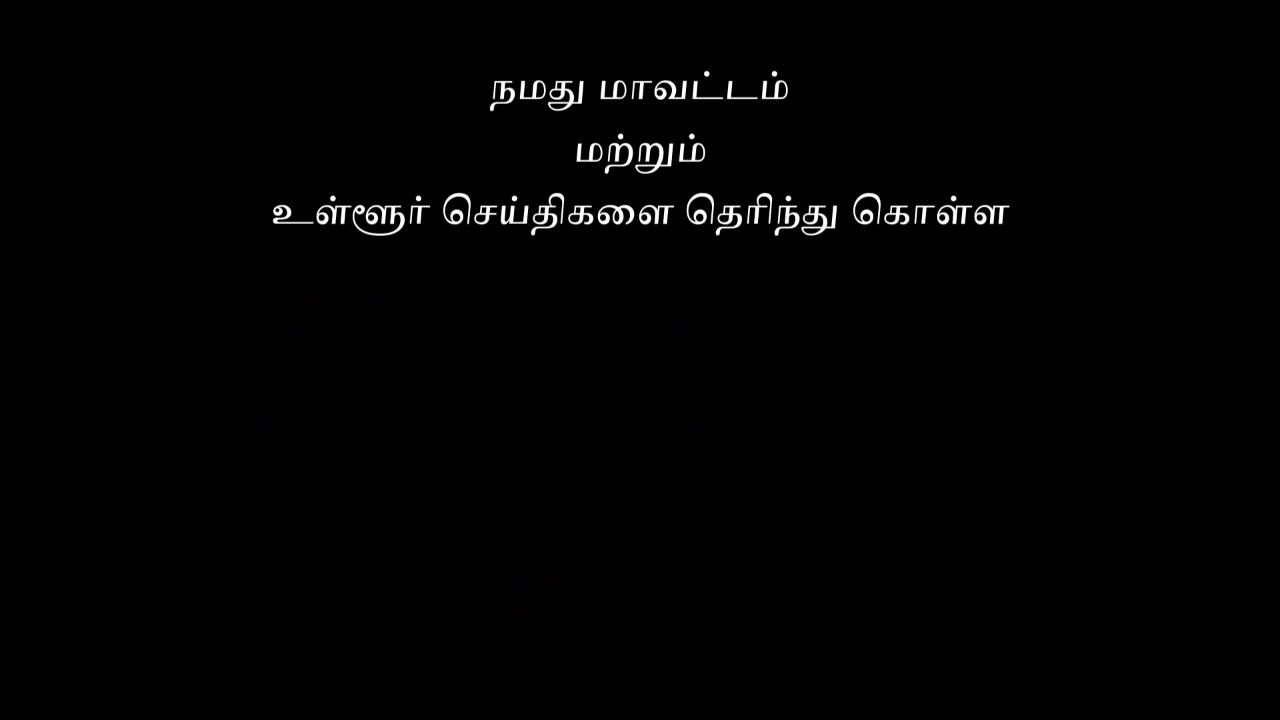 நமது மாவட்டம்
மற்றும்
உள்ளூர் செய்திகளை தெரிந்து கொள்ள